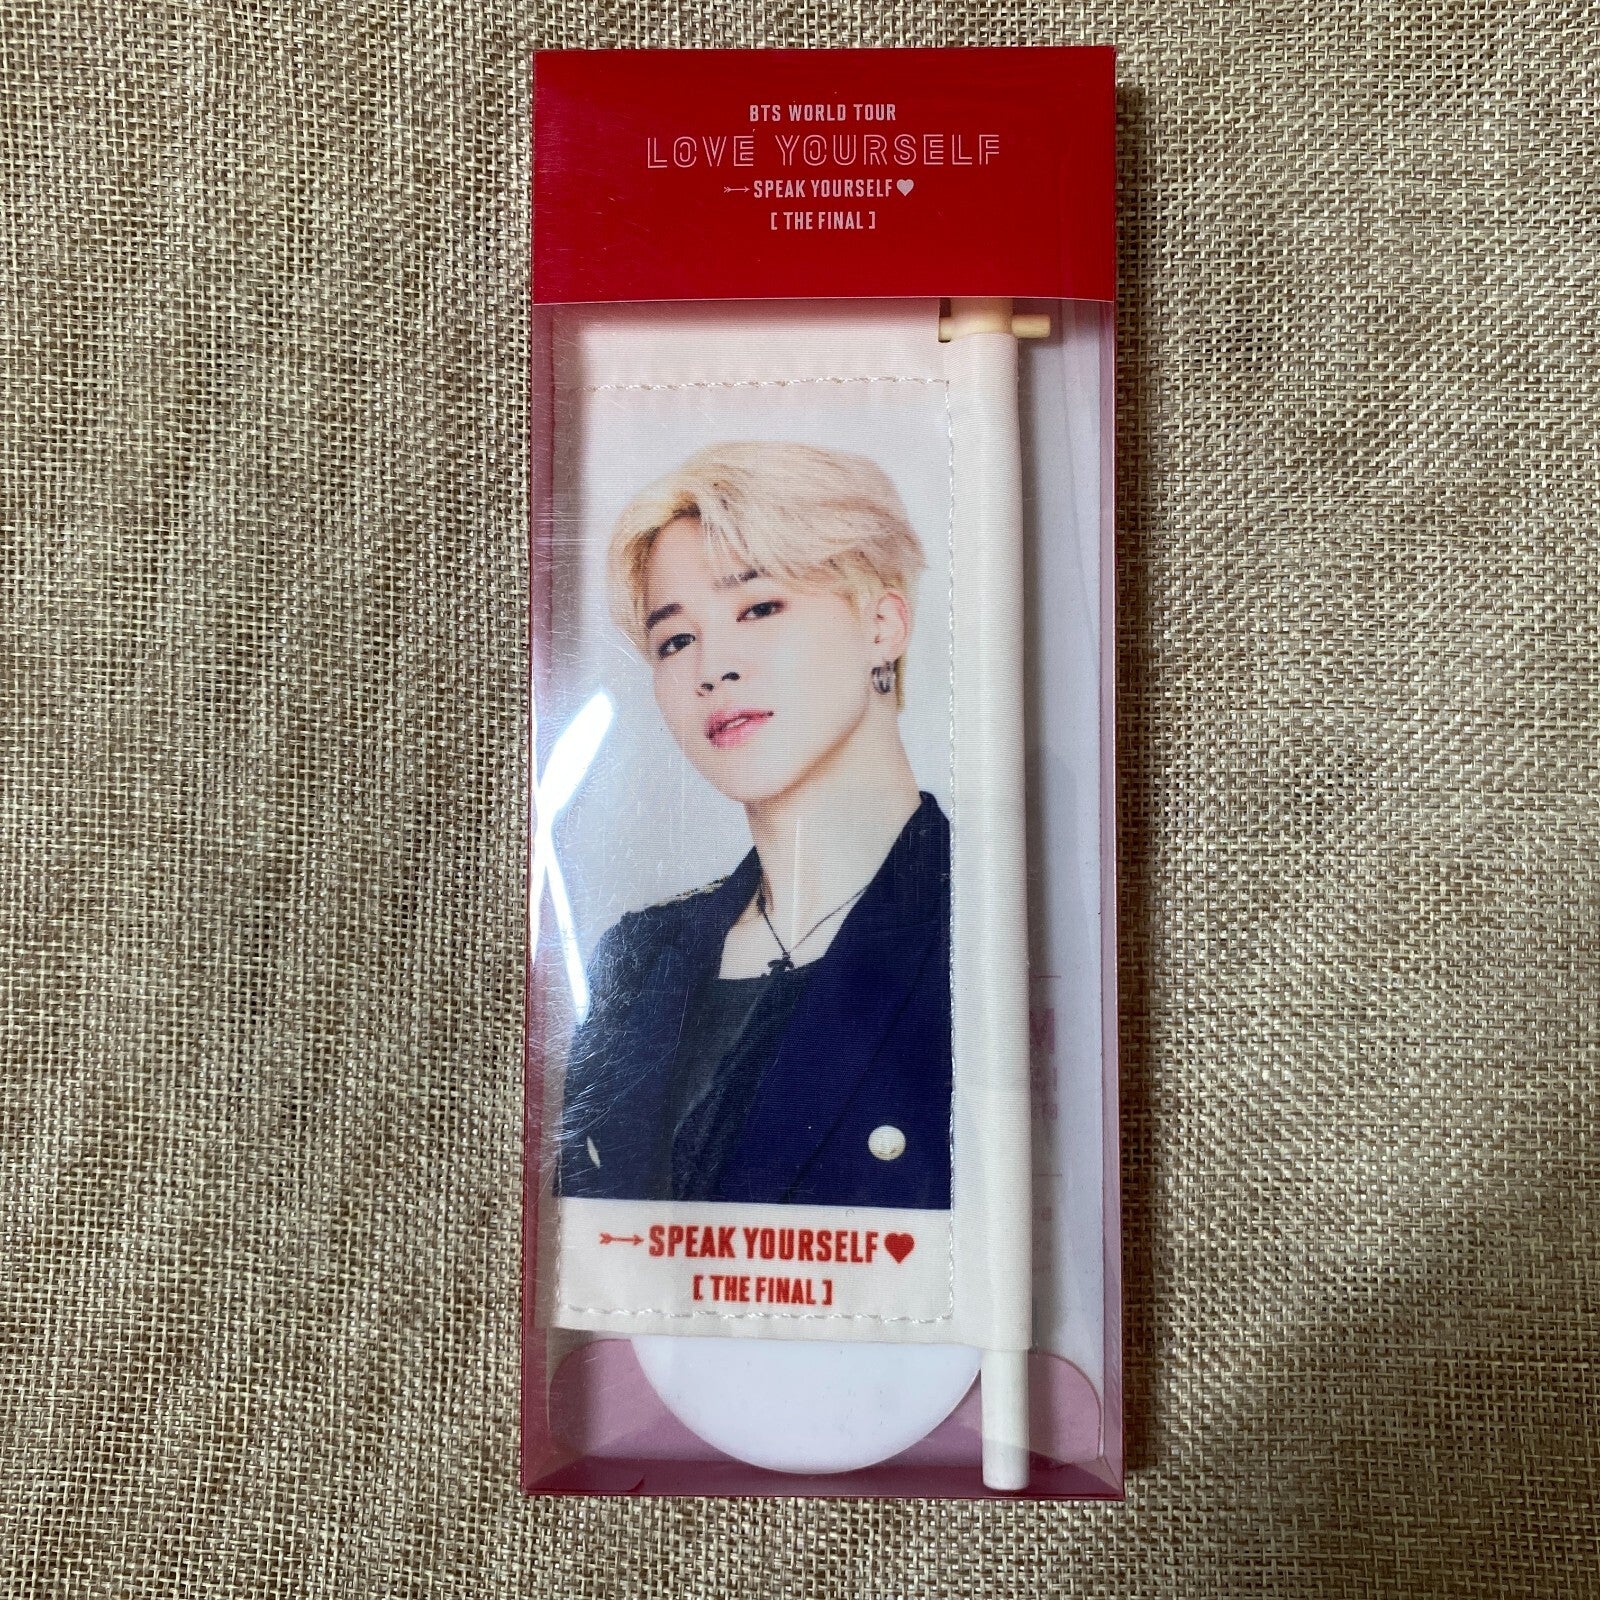 BTS WORLD TOUR
LOVE YOURSELF
SPEAK YOURSELF
[ THE FINAL ]
SPEAK YOURSELF
[ THE FINAL ]